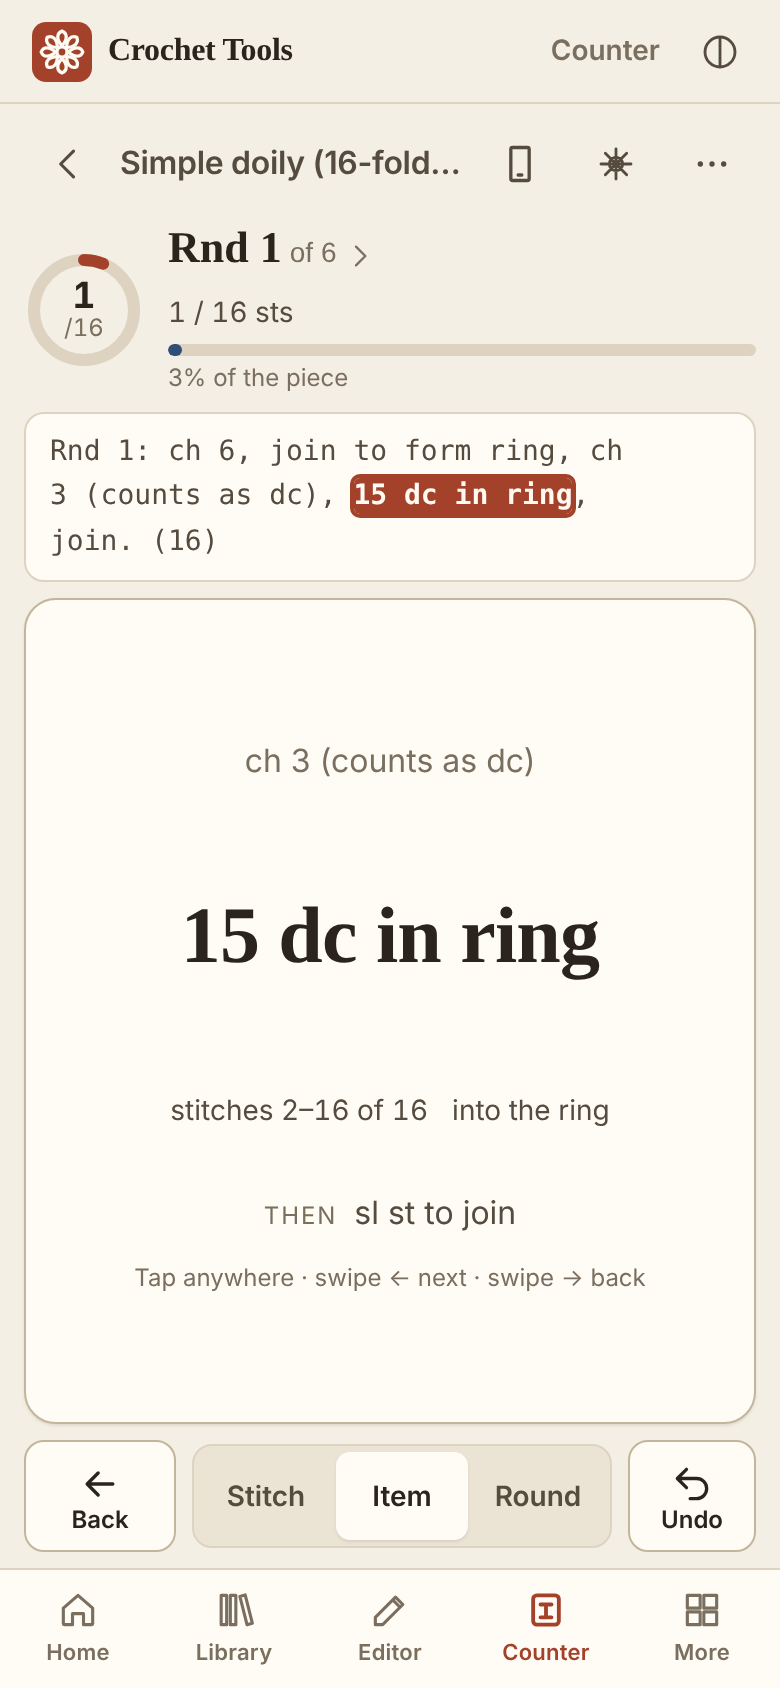 Crochet Tools
Counter
Simple doily (16-fold...
Rnd 1 of 6
1
/16
1 / 16 sts
3% of the piece
Rnd 1: ch 6, join to form ring, ch
3 (counts as dc), 15 dc in ring,
join. (16)
ch 3 (counts as dc)
15 dc in ring
stitches 2–16 of 16 into the ring
THEN sl st to join
Tap anywhere · swipe ← next · swipe → back
Back
Stitch
Item
Round
Undo
Home
Library
Editor
Counter
More